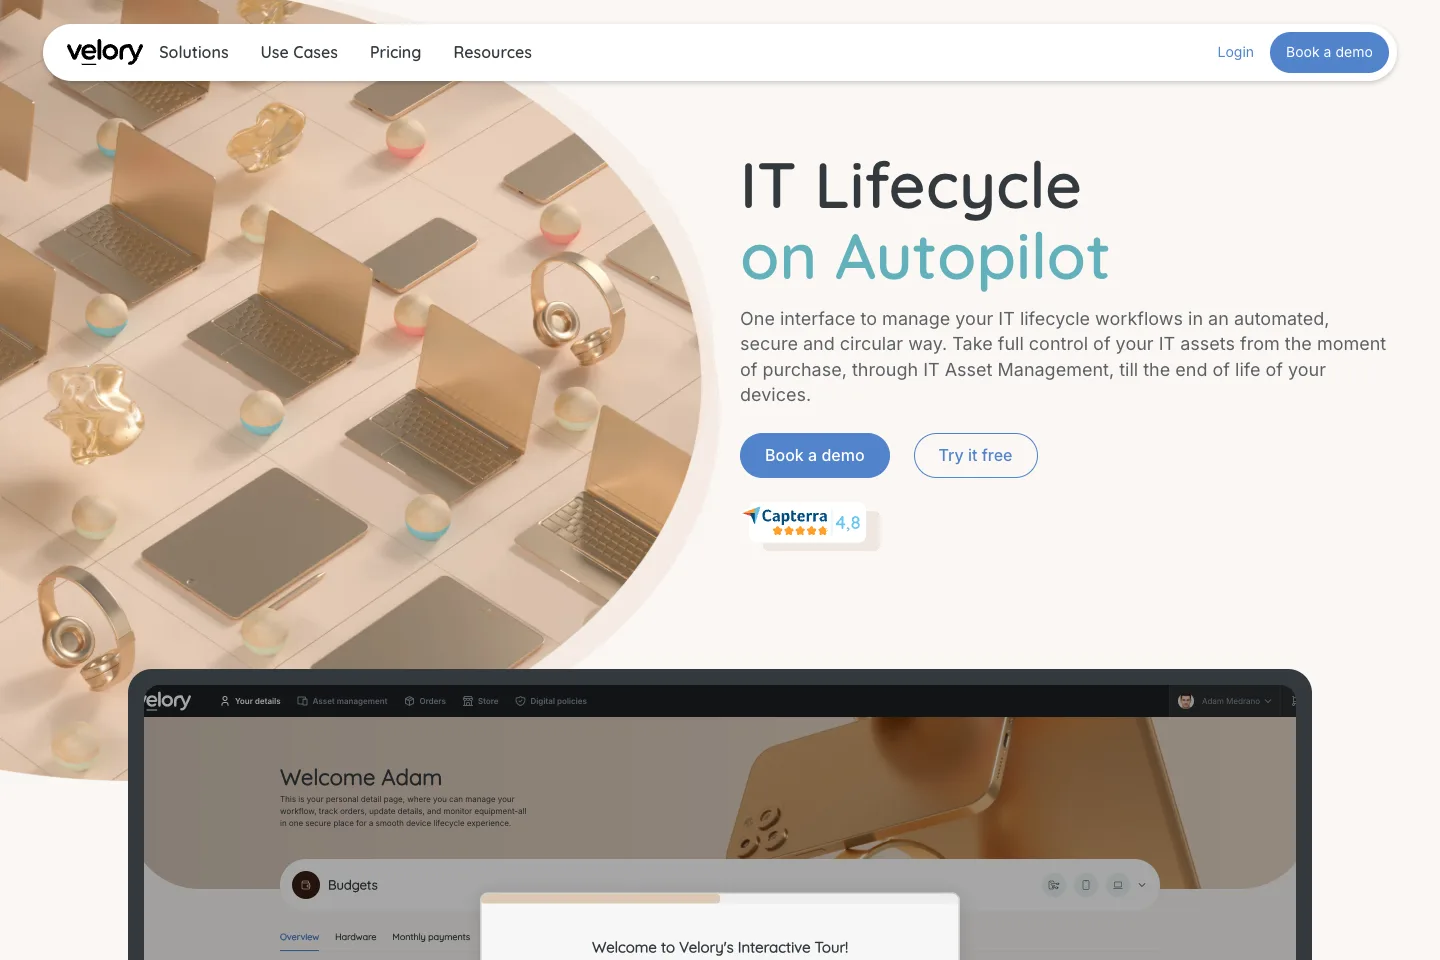 velory
Solutions
Use Cases
Pricing
Resources
Login
Book a demo
IT Lifecycle
on Autopilot
One interface to manage your IT lifecycle workflows in an automated,
secure and circular way. Take full control of your IT assets from the moment
of purchase, through IT Asset Management, till the end of life of your
devices.
Book a demo
Try it free
Capterra
4,8
velory
Your details
Asset management
Orders
Store
Digital policies
Adam Medrano
Welcome Adam
This is your personal detail page, where you can manage your
workflow, track orders, update details, and monitor equipment-all
in one secure place for a smooth device lifecycle experience.
Budgets
Overview
Hardware
Monthly payments
Welcome to Velory's Interactive Tour!